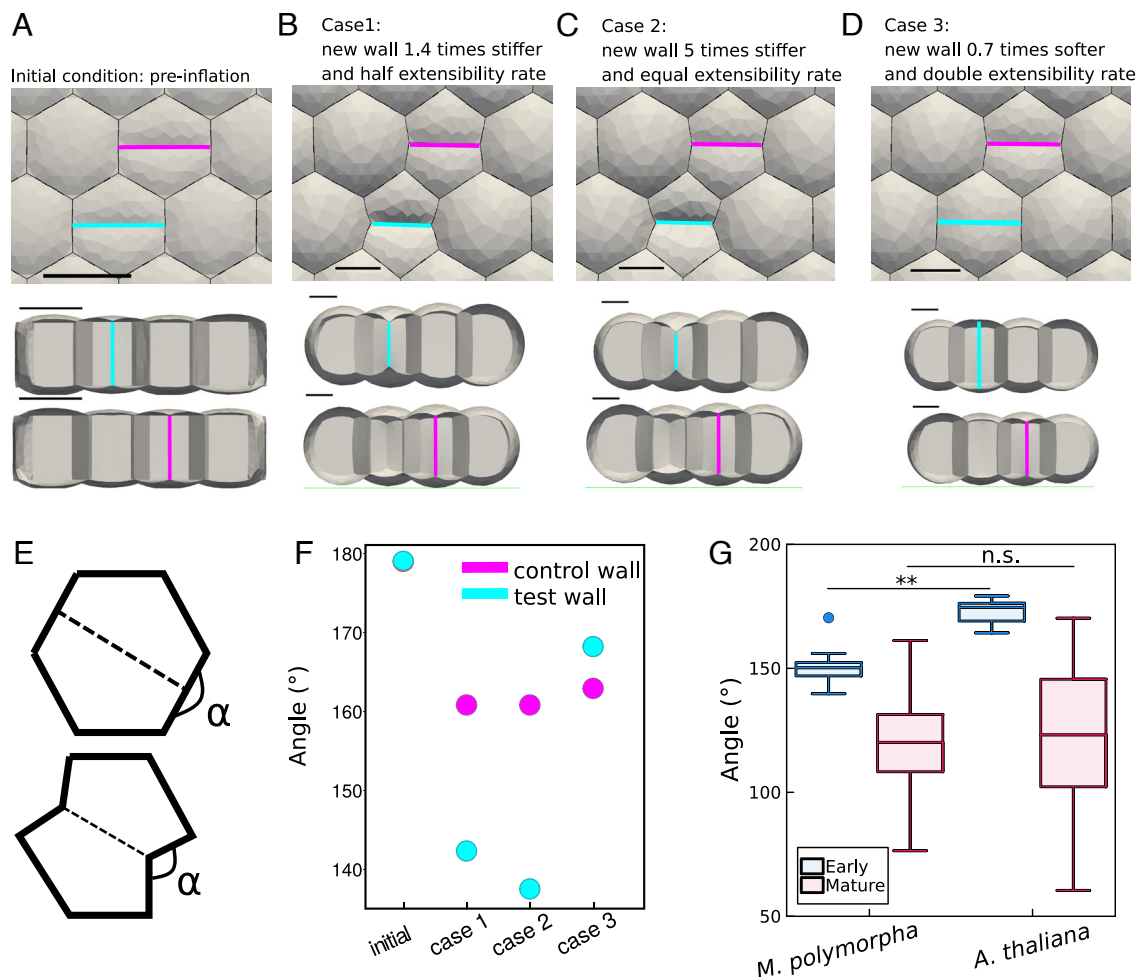 A
Initial condition: pre-inflation
B
Case1:
new wall 1.4 times stiffer
and half extensibility rate
C
Case 2:
new wall 5 times stiffer
and equal extensibility rate
D
Case 3:
new wall 0.7 times softer
and double extensibility rate
E
α
α
F
Angle (°)
180
170
160
150
140
control wall
test wall
initial
case 1
case 2
case 3
G
Angle (°)
200
150
100
50
n.s.
**
Early
Mature
M. polymorpha
A. thaliana